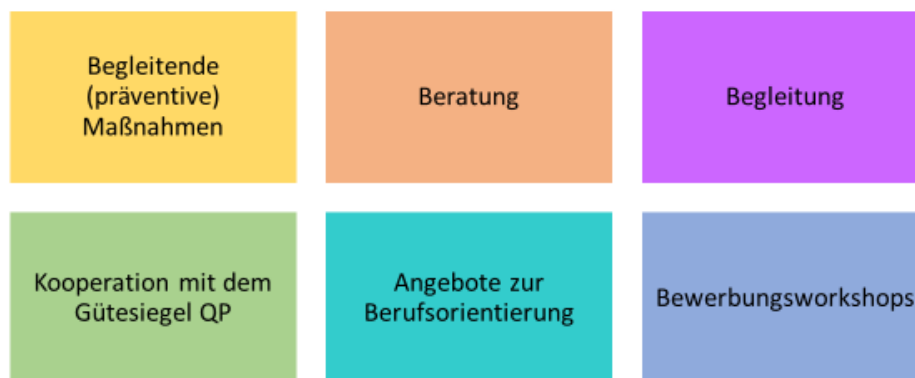 Begleitende
(präventive)
Maßnahmen
Beratung
Begleitung
Kooperation mit dem
Gütesiegel QP
Angebote zur
Berufsorientierung
Bewerbungsworkshops